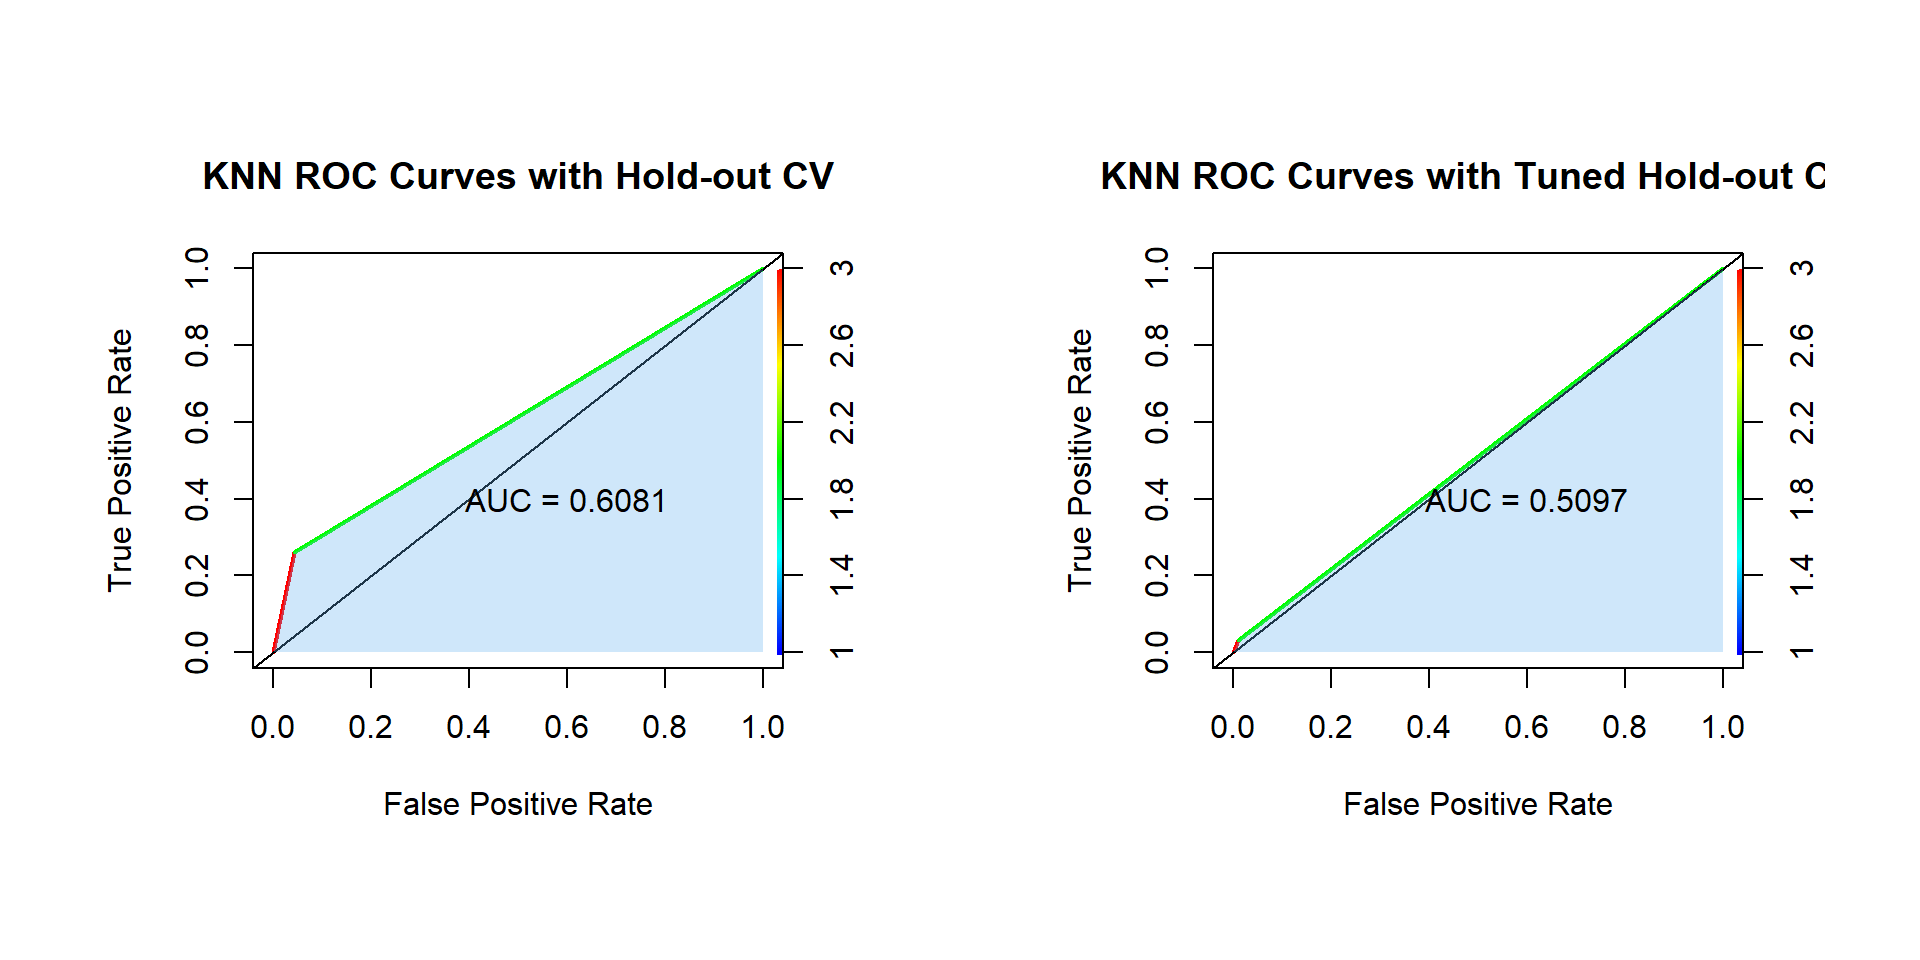 KNN ROC Curves with Hold-out CV
True Positive Rate
1.0
0.8
0.6
0.4
0.2
0.0
AUC = 0.6081
3
2.6
2.2
1.8
1.4
1
0.0 0.2 0.4 0.6 0.8 1.0
False Positive Rate
KNN ROC Curves with Tuned Hold-out C
True Positive Rate
1.0
0.8
0.6
0.4
0.2
0.0
AUC = 0.5097
3
2.6
2.2
1.8
1.4
1
0.0 0.2 0.4 0.6 0.8 1.0
False Positive Rate